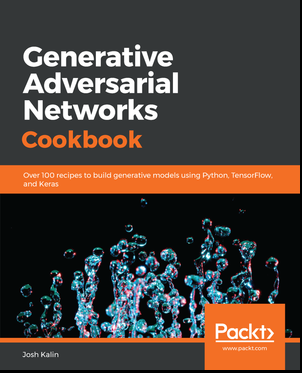 Generative
Adversarial
Networks
Cookbook
Over 100 recipes to build generative models using Python, TensorFlow,
and Keras
Josh Kalin
Packt>
www.packt.com